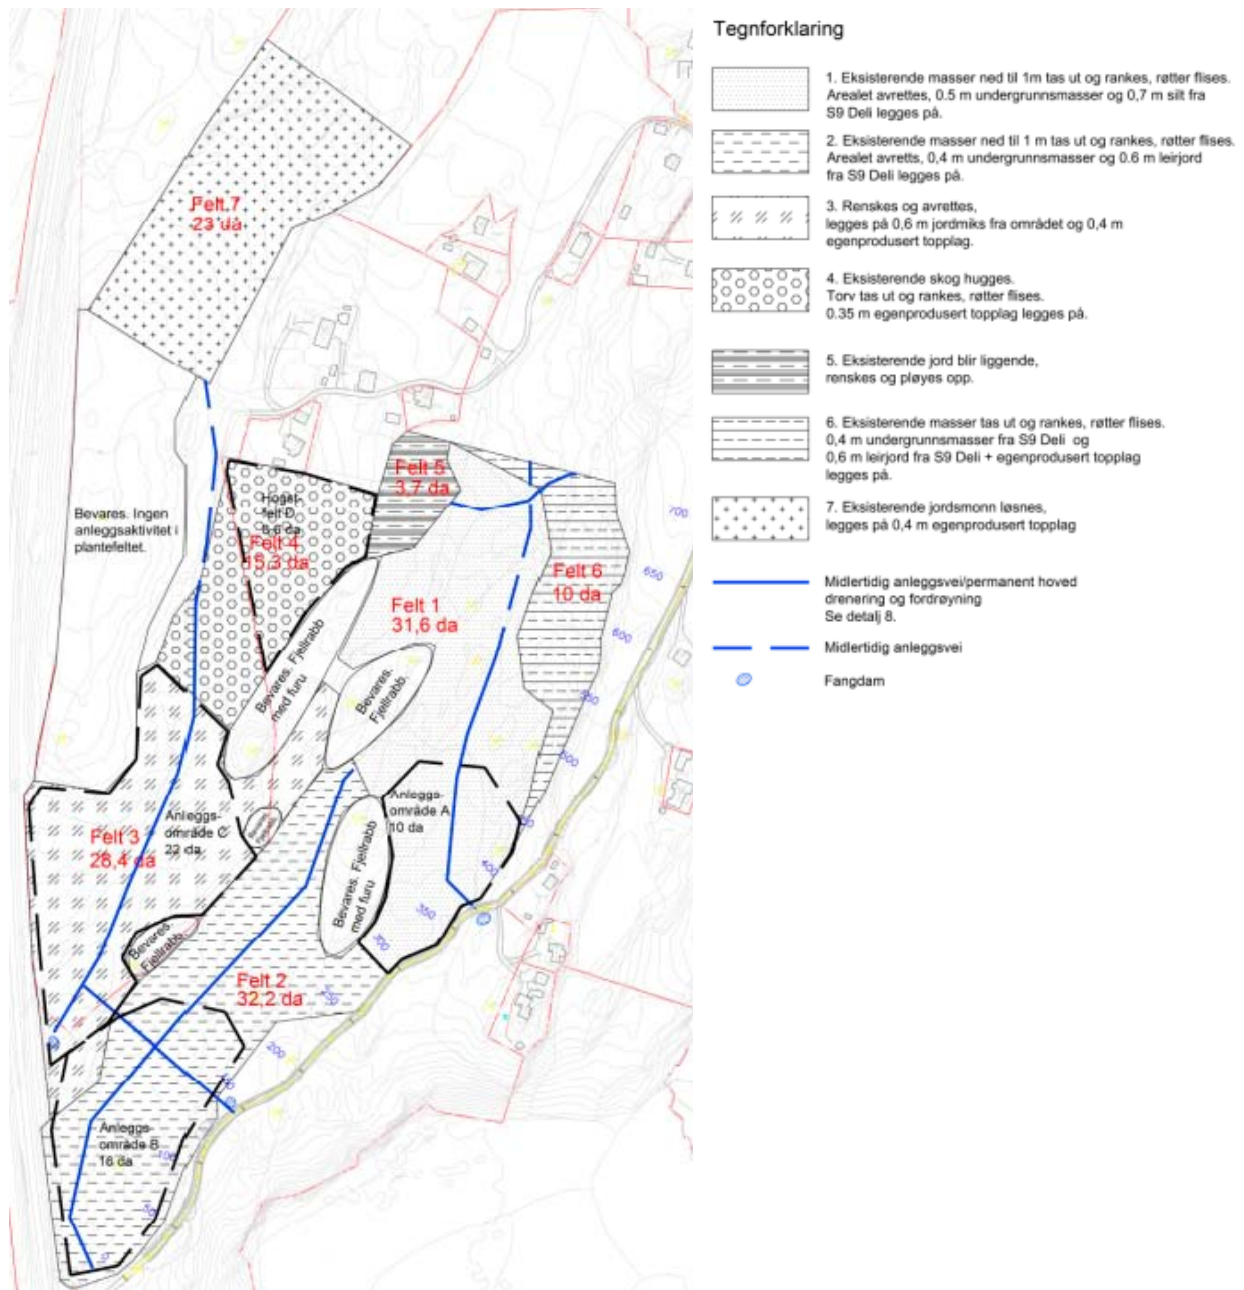 Tegnforklaring
1. Eksisterende masser ned til 1m tas ut og rankes, røtter flises.
Arealet avrettes, 0.5 m undergrunnsmasser og 0,7 m silt fra
S9 Deli legges på.
2. Eksisterende masser ned til 1 m tas ut og rankes, røtter flises.
Arealet avretts, 0,4 m undergrunnsmasser og 0.6 m leirjord
fra S9 Deli legges på.
3. Renskes og avrettes,
legges på 0,6 m jordmiks fra området og 0,4 m
egenprodusert topplag.
4. Eksisterende skog hugges.
Torv tas ut og rankes, røtter flises.
0.35 m egenprodusert topplag legges på.
5. Eksisterende jord blir liggende,
renskes og pløyes opp.
6. Eksisterende masser tas ut og rankes, røtter flises.
0,4 m undergrunnsmasser fra S9 Deli og
0,6 m leirjord fra S9 Deli + egenprodusert topplag
legges på.
7. Eksisterende jordsmonn løsnes,
legges på 0,4 m egenprodusert topplag
Midlertidig anleggsvei/permanent hoved
drenering og fordrøyning
Se detalj 8.
Midlertidig anleggsvei
Fangdam
Felt 7
23 da
Felt 5
3,7 da
Hogst-
felt D
6,6 da
Felt 4
15,3 da
Bevares. Ingen
anleggsaktivitet i
plantefeltet.
Felt 6
10 da
Felt 1
31,6 da
Bevares. Fjellrabb
med furu
Bevares.
Fjellrabb.
Anleggs-
område A
10 da
Anleggs-
område C
22 da
Felt 3
28,4 da
Bevares. Fjellrabb
med furu
Bevares.
Fjellrabb.
Felt 2
32,2 da
Anleggs-
område B
16 da
700
650
600
550
500
400
350
250
200
100
50
0